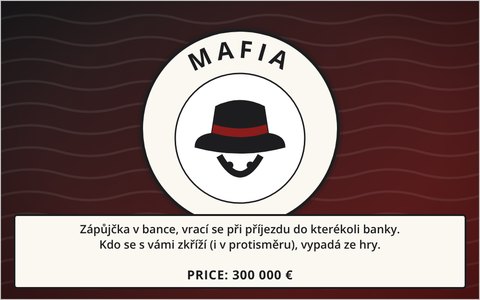 MAFIA
Zápůjčka v bance, vrací se při příjezdu do kterékoli banky.
Kdo se s vámi zkříží (i v protisměru), vypadá ze hry.
PRICE: 300 000 €